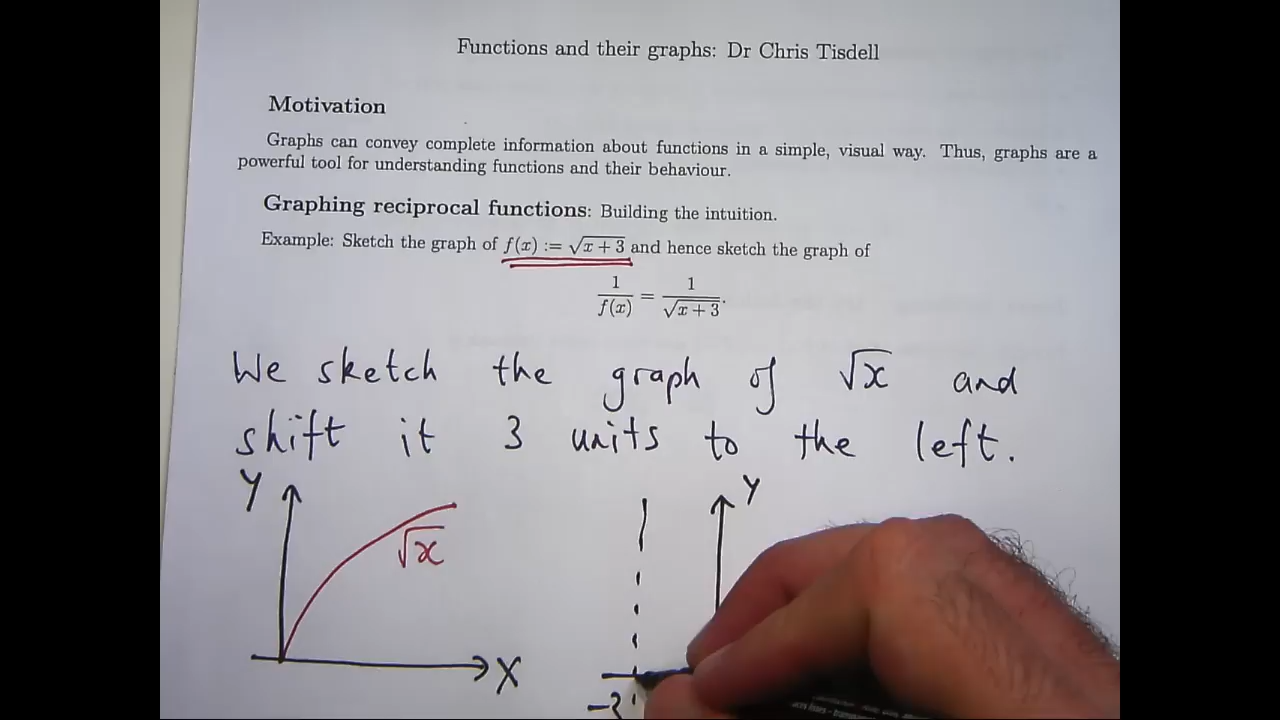 Functions and their graphs: Dr Chris Tisdell
Motivation
Graphs can convey complete information about functions in a simple, visual way. Thus, graphs are a
powerful tool for understanding functions and their behaviour.
Graphing reciprocal functions: Building the intuition.
Example: Sketch the graph of f(x) := √(x + 3) and hence sketch the graph of
1/f(x) = 1/√(x + 3).
We sketch the graph of √x and
shift it 3 units to the left.
Y
√x
X
Y
-3